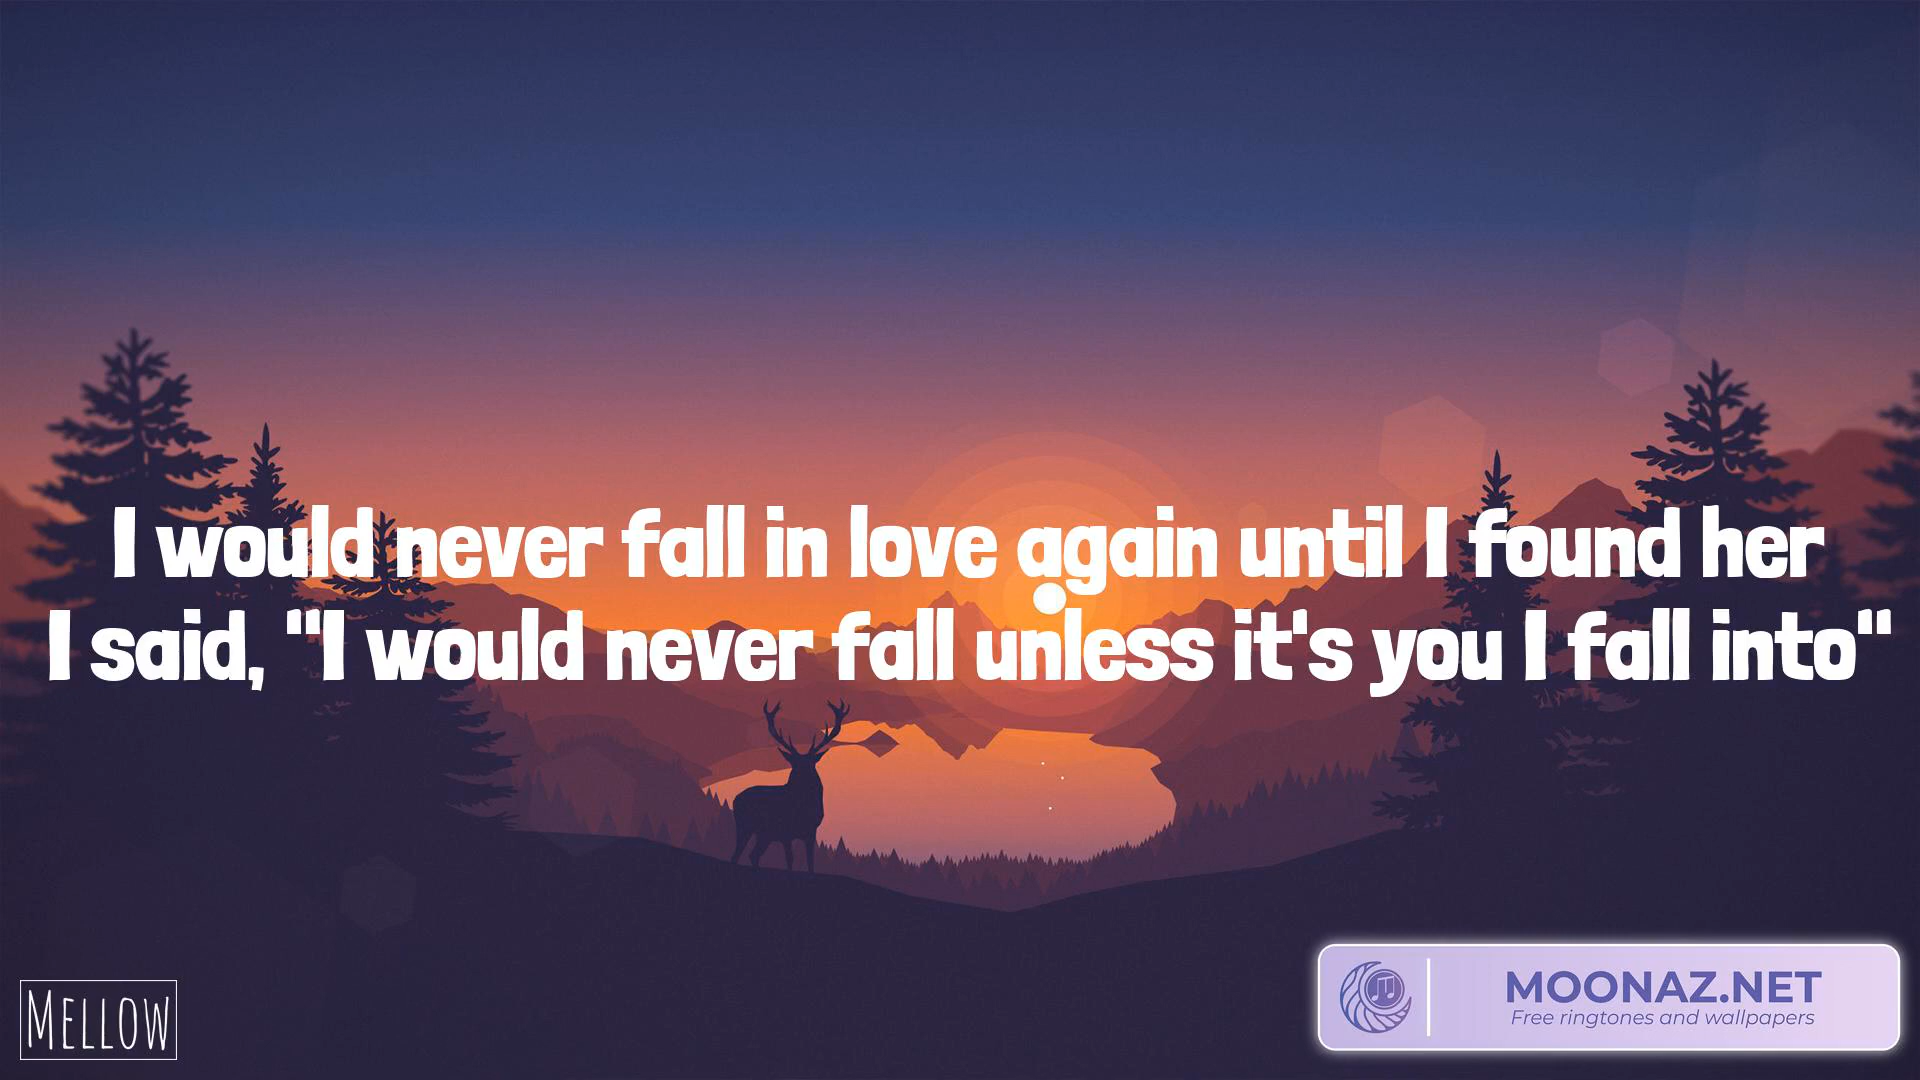 I would never fall in love again until I found her
I said, "I would never fall unless it's you I fall into"
MELLOW
MOONAZ.NET
Free ringtones and wallpapers